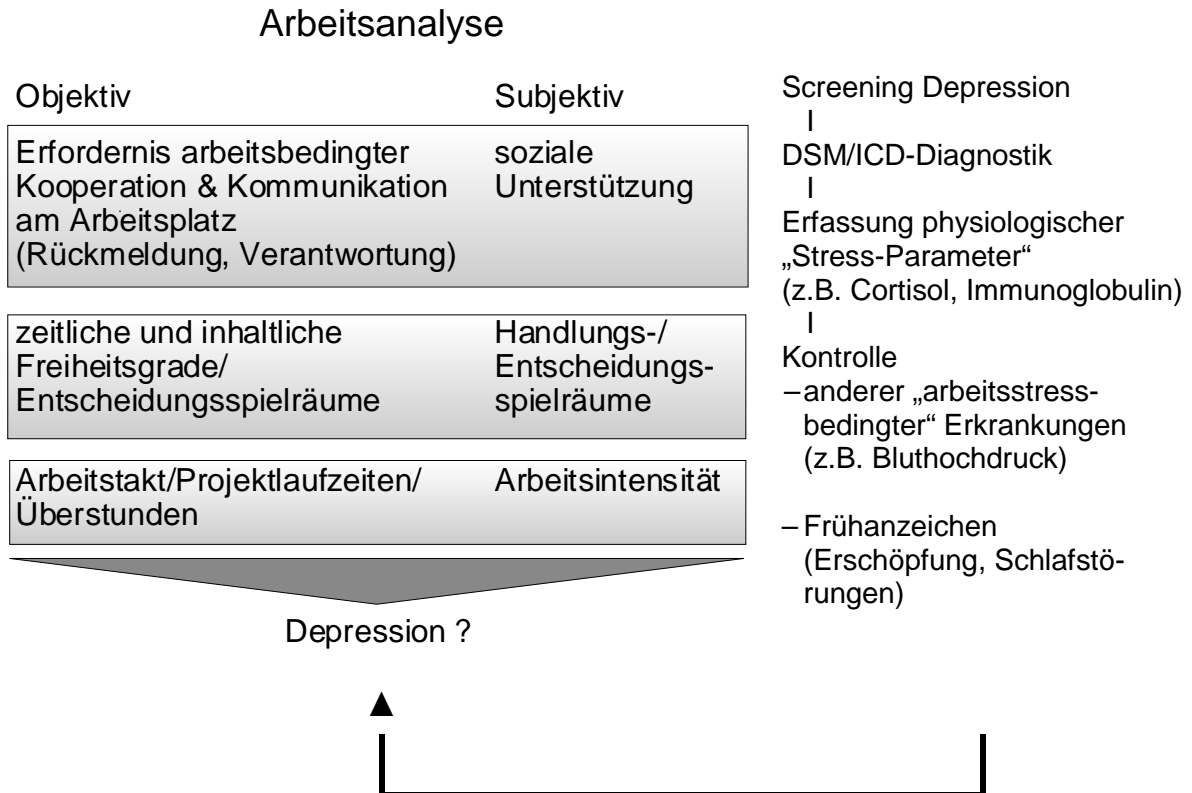 Arbeitsanalyse
Objektiv
Subjektiv
Erfordernis arbeitsbedingter
Kooperation & Kommunikation
am Arbeitsplatz
(Rückmeldung, Verantwortung)
soziale
Unterstützung
zeitliche und inhaltliche
Freiheitsgrade/
Entscheidungsspielräume
Handlungs-/
Entscheidungs-
spielräume
Arbeitstakt/Projektlaufzeiten/
Überstunden
Arbeitsintensität
Depression ?
Screening Depression
I
DSM/ICD-Diagnostik
I
Erfassung physiologischer
„Stress-Parameter“
(z.B. Cortisol, Immunoglobulin)
I
Kontrolle
–anderer „arbeitsstress-
bedingter“ Erkrankungen
(z.B. Bluthochdruck)
– Frühanzeichen
(Erschöpfung, Schlafstö-
rungen)